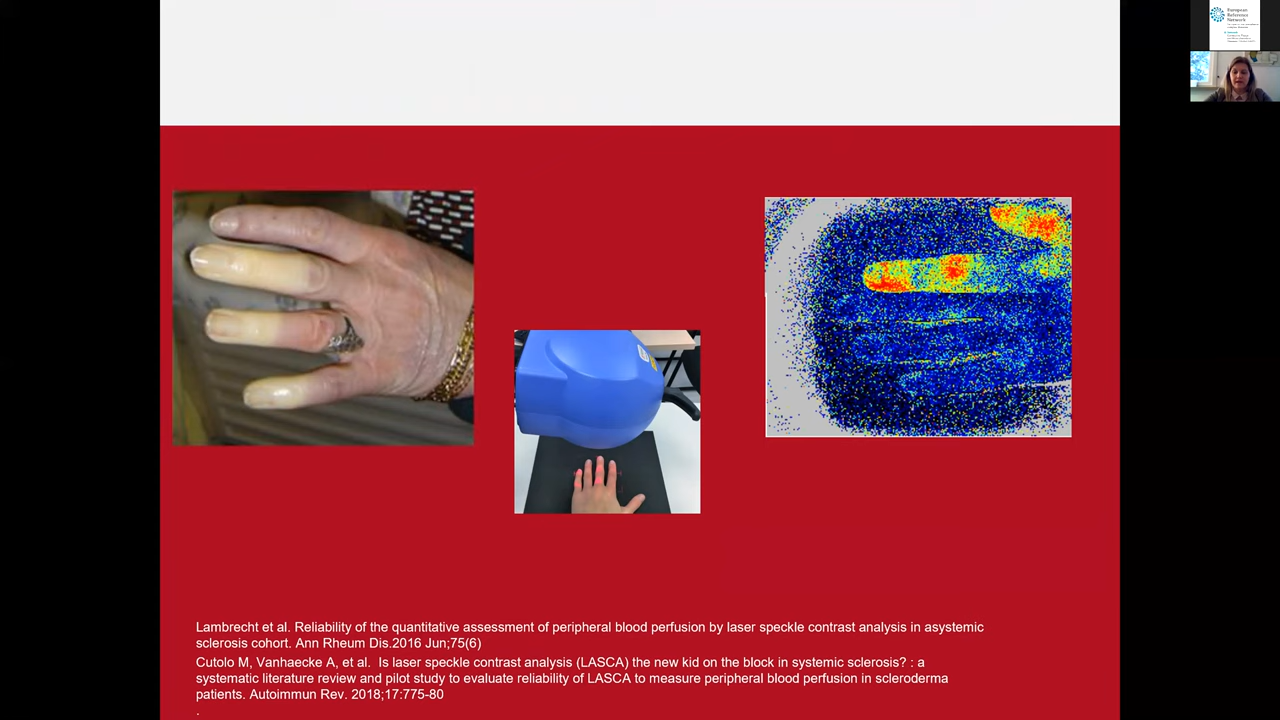 European
Reference
Network
Lambrecht et al. Reliability of the quantitative assessment of peripheral blood perfusion by laser speckle contrast analysis in asystemic
sclerosis cohort. Ann Rheum Dis.2016 Jun;75(6)
Cutolo M, Vanhaecke A, et al.  Is laser speckle contrast analysis (LASCA) the new kid on the block in systemic sclerosis? : a
systematic literature review and pilot study to evaluate reliability of LASCA to measure peripheral blood perfusion in scleroderma
patients. Autoimmun Rev. 2018;17:775-80
.